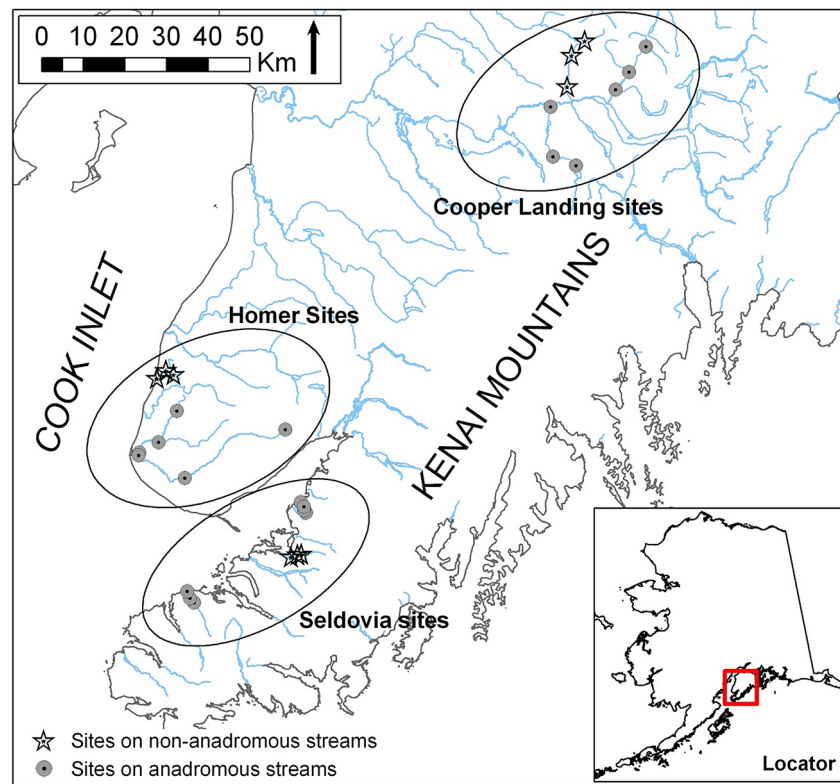 0 10 20 30 40 50
Km
Cooper Landing sites
COOK INLET
Homer Sites
KENAI MOUNTAINS
Seldovia sites
Sites on non-anadromous streams
Sites on anadromous streams
Locator